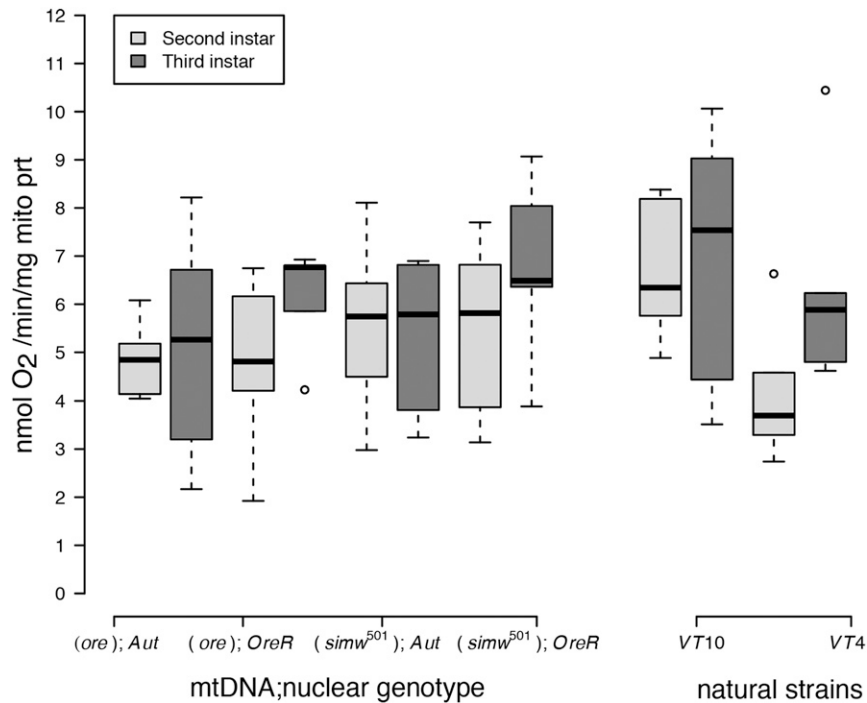 12
11
10
9
8
7
6
5
4
3
2
1
0
nmol O2 /min/mg mito prt
Second instar
Third instar
(ore); Aut (ore); OreR (simw501); Aut (simw501); OreR VT10 VT4
mtDNA;nuclear genotype natural strains